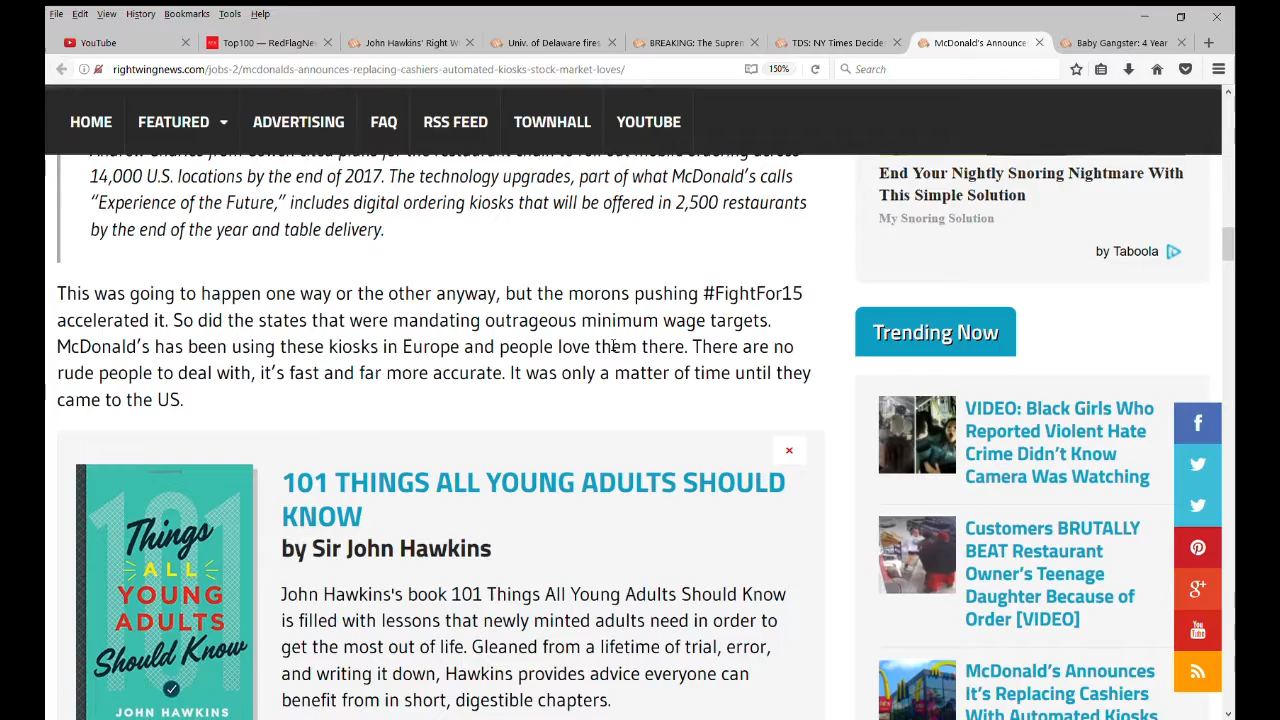 File Edit View History Bookmarks Tools Help
YouTube
Top100 — RedFlagNe
John Hawkins' Right W
Univ. of Delaware fires
BREAKING: The Supren
TDS: NY Times Decide
McDonald's Announce
Baby Gangster: 4 Year
rightwingnews.com/jobs-2/mcdonalds-announces-replacing-cashiers-automated-kiosks-stock-market-loves/
150%
Search
HOME FEATURED ADVERTISING FAQ RSS FEED TOWNHALL YOUTUBE
14,000 U.S. locations by the end of 2017. The technology upgrades, part of what McDonald's calls
“Experience of the Future,” includes digital ordering kiosks that will be offered in 2,500 restaurants
by the end of the year and table delivery.
This was going to happen one way or the other anyway, but the morons pushing #FightFor15
accelerated it. So did the states that were mandating outrageous minimum wage targets.
McDonald's has been using these kiosks in Europe and people love them there. There are no
rude people to deal with, it's fast and far more accurate. It was only a matter of time until they
came to the US.
Things
ALL
YOUNG
ADULTS
Should Know
JOHN HAWKINS
101 THINGS ALL YOUNG ADULTS SHOULD
KNOW
by Sir John Hawkins
John Hawkins's book 101 Things All Young Adults Should Know
is filled with lessons that newly minted adults need in order to
get the most out of life. Gleaned from a lifetime of trial, error,
and writing it down, Hawkins provides advice everyone can
benefit from in short, digestible chapters.
End Your Nightly Snoring Nightmare With
This Simple Solution
My Snoring Solution
by Taboola
Trending Now
VIDEO: Black Girls Who
Reported Violent Hate
Crime Didn't Know
Camera Was Watching
Customers BRUTALLY
BEAT Restaurant
Owner's Teenage
Daughter Because of
Order [VIDEO]
McDonald's Announces
It's Replacing Cashiers
With Automated Kiosks